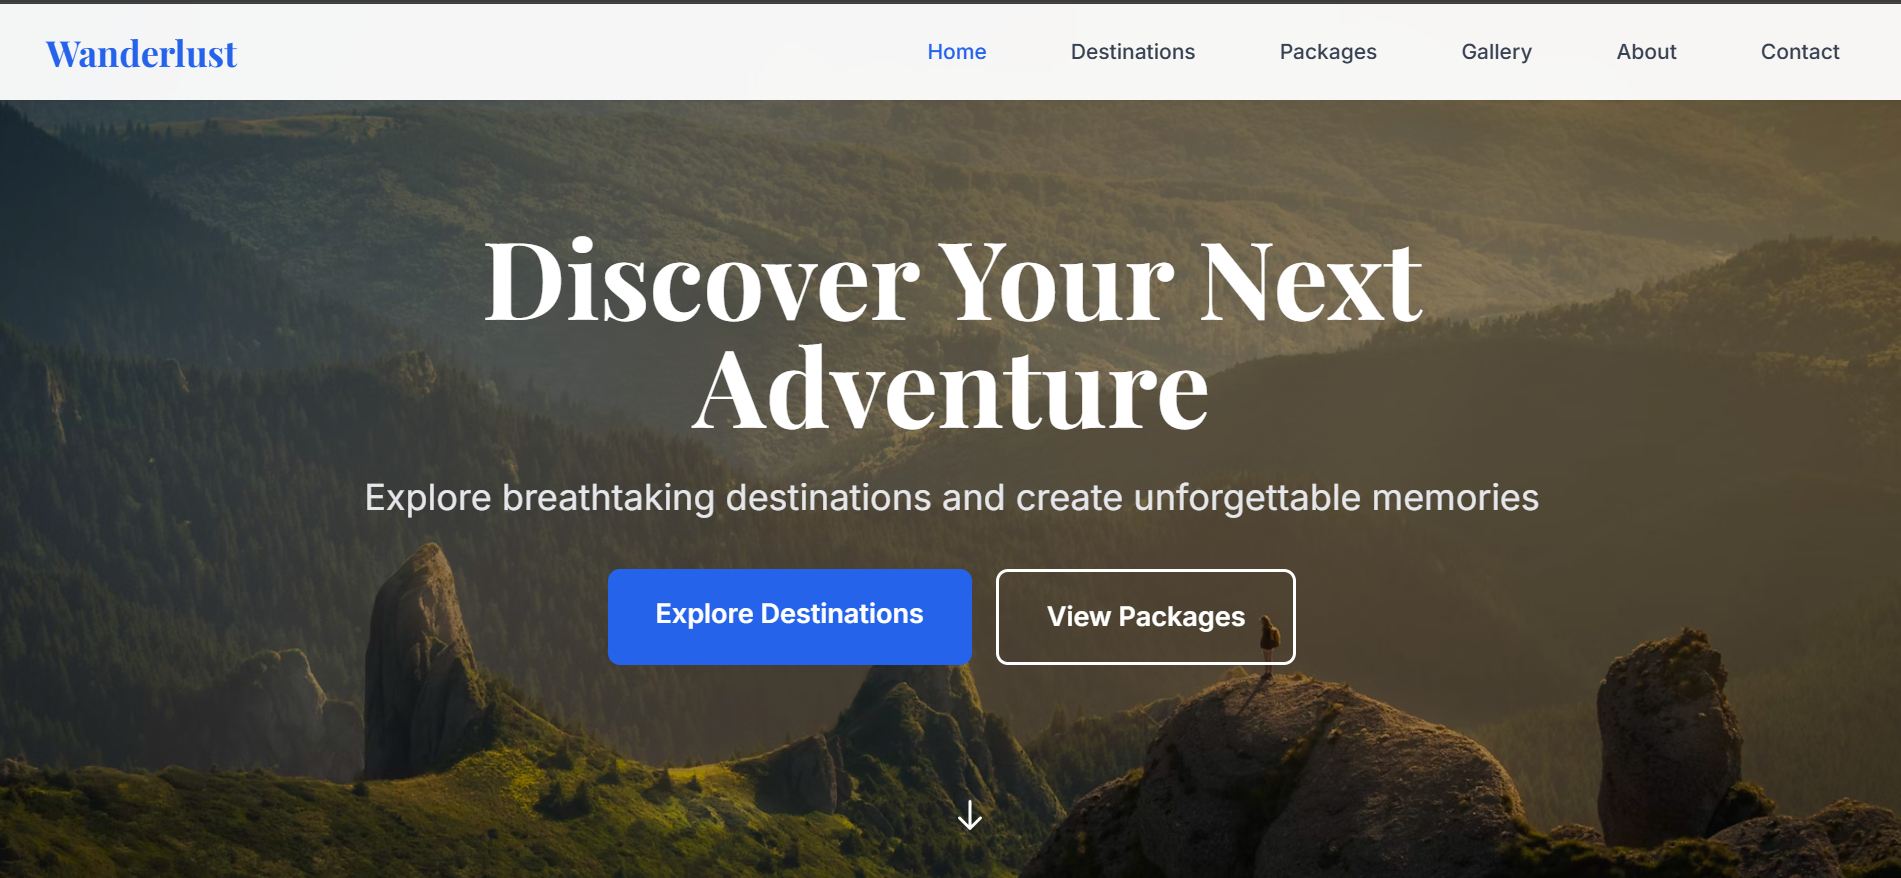 Wanderlust
Home Destinations Packages Gallery About Contact
Discover Your Next
Adventure
Explore breathtaking destinations and create unforgettable memories
Explore Destinations
View Packages